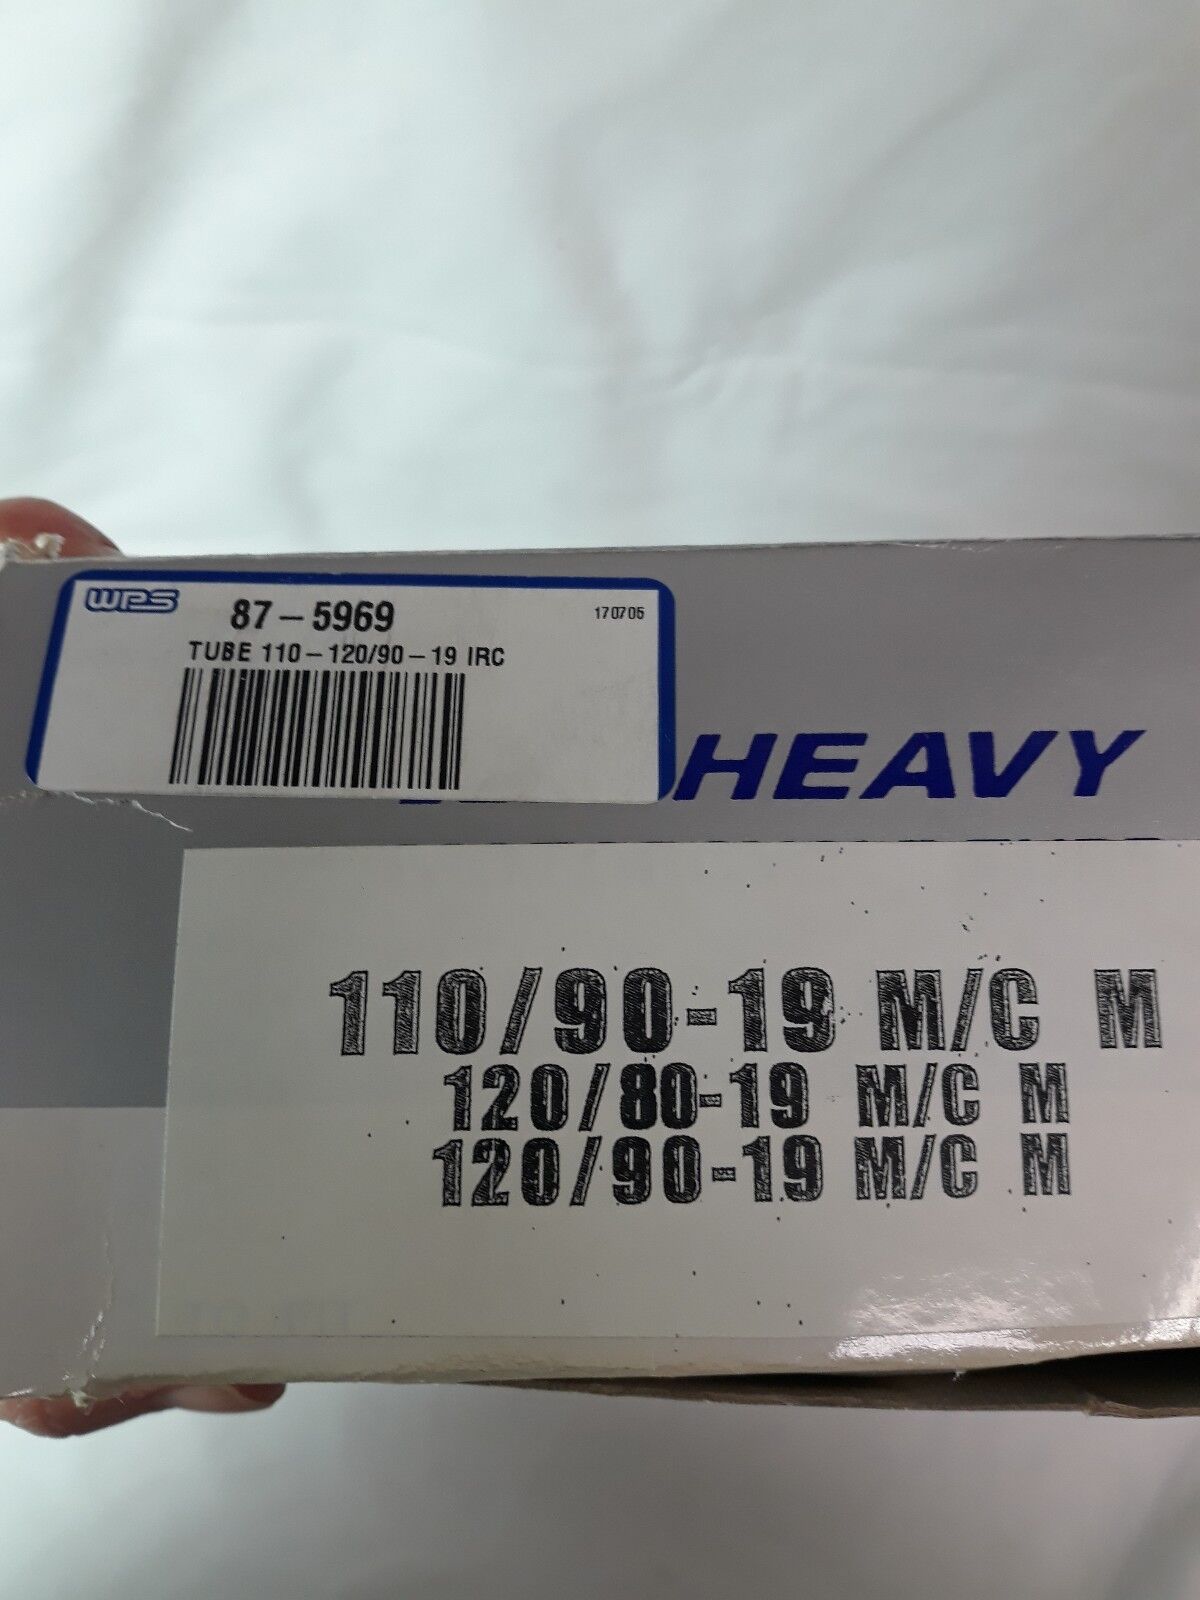 WPS
87-5969
170705
TUBE 110-120/90-19 IRC
HEAVY
110/90-19 M/C M
120/80-19 M/C M
120/90-19 M/C M